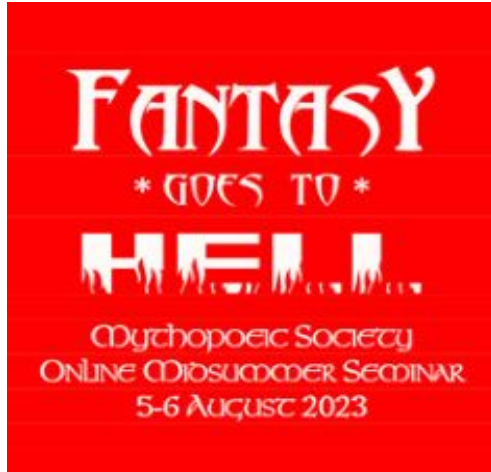 FANTASY
* GOES TO *
HELL
Mythopoeic Society
Online Midsummer Seminar
5-6 August 2023